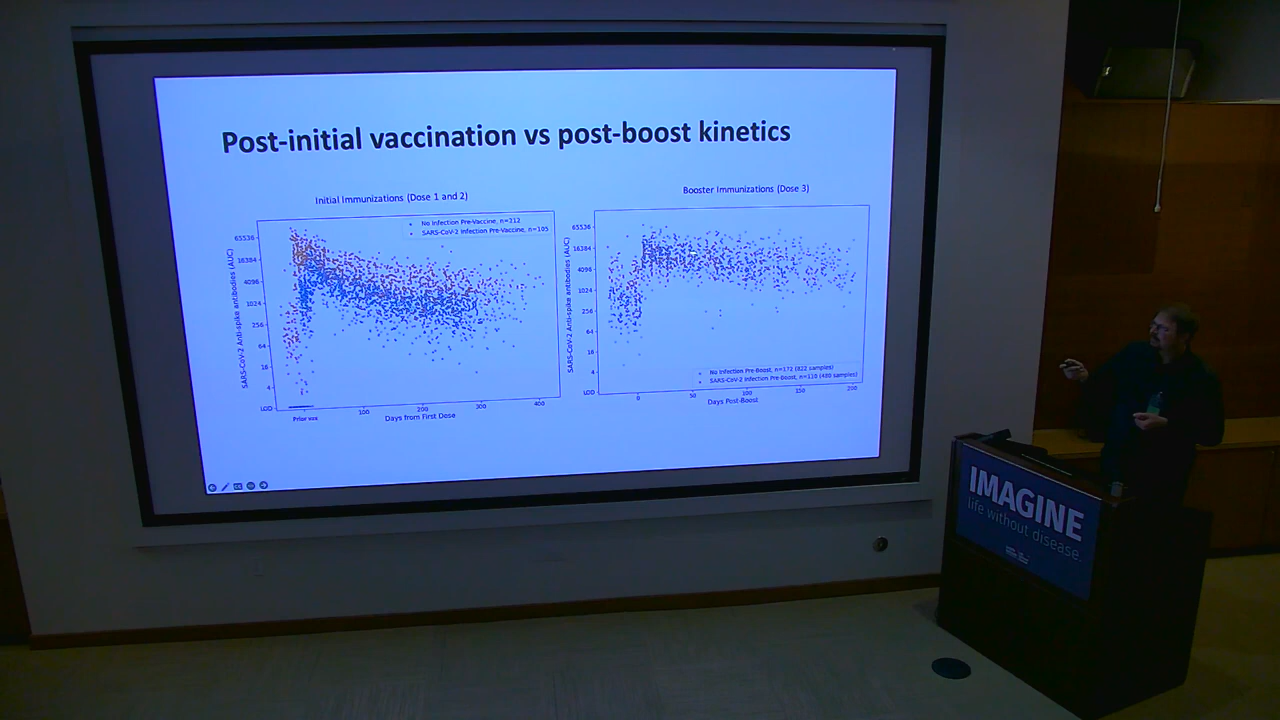 Post-initial vaccination vs post-boost kinetics
Initial Immunizations (Dose 1 and 2)
No Infection Pre-Vaccine, n=212
SARS-CoV-2 Infection Pre-Vaccine, n=105
SARS-CoV-2 Anti-spike antibodies (AUC)
65536
16384
4096
1024
256
64
16
4
LOD
Prior vax
100
200
300
400
Days from First Dose
Booster Immunizations (Dose 3)
SARS-CoV-2 Anti-spike antibodies (AUC)
65536
16384
4096
1024
256
64
16
4
LOD
No Infection Pre-Boost, n=172 (822 samples)
SARS-CoV-2 Infection Pre-Boost, n=110 (480 samples)
0
50
100
150
200
Days Post-Boost
IMAGINE
life without disease.